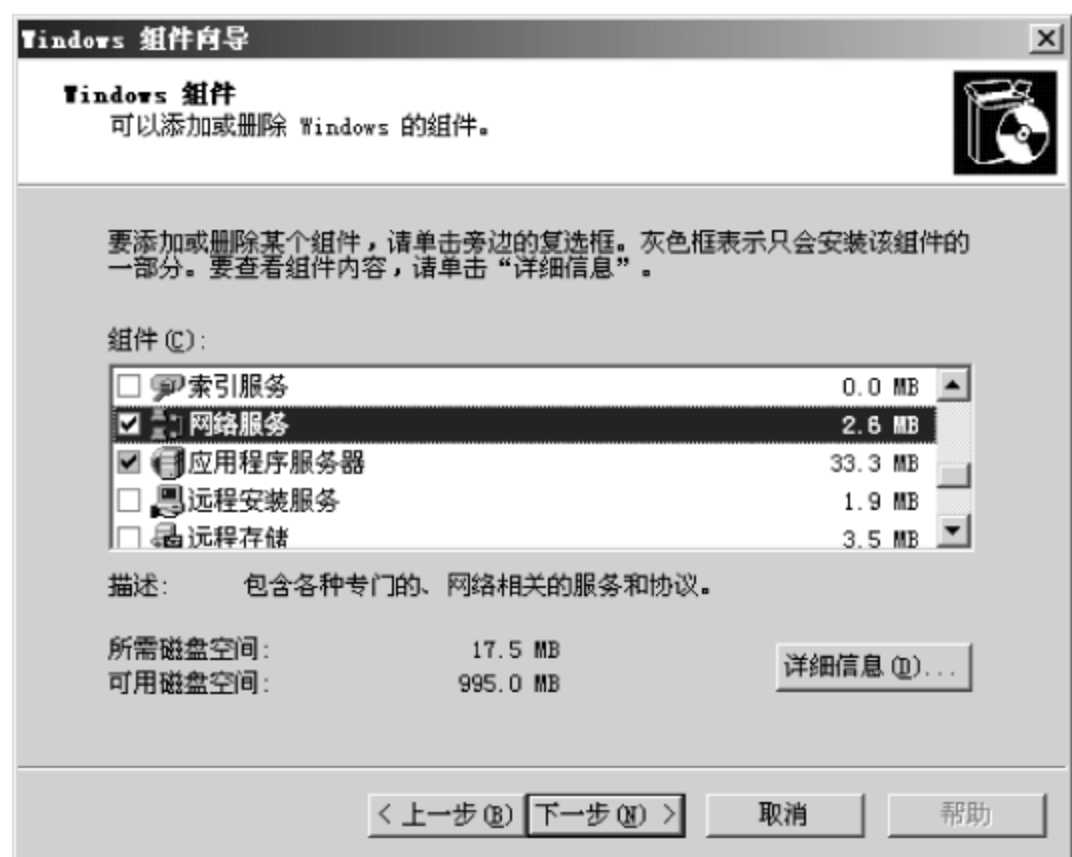 Windows 组件向导
Windows 组件
可以添加或删除 Windows 的组件。
要添加或删除某个组件，请单击旁边的复选框。灰色框表示只会安装该组件的
一部分。要查看组件内容，请单击“详细信息”。
组件(C):
索引服务 0.0 MB
网络服务 2.6 MB
应用程序服务器 33.3 MB
远程安装服务 1.9 MB
远程存储 3.5 MB
描述: 包含各种专门的、网络相关的服务和协议。
所需磁盘空间: 17.5 MB
可用磁盘空间: 995.0 MB
详细信息(D)...
< 上一步(B) 下一步(N) > 取消 帮助